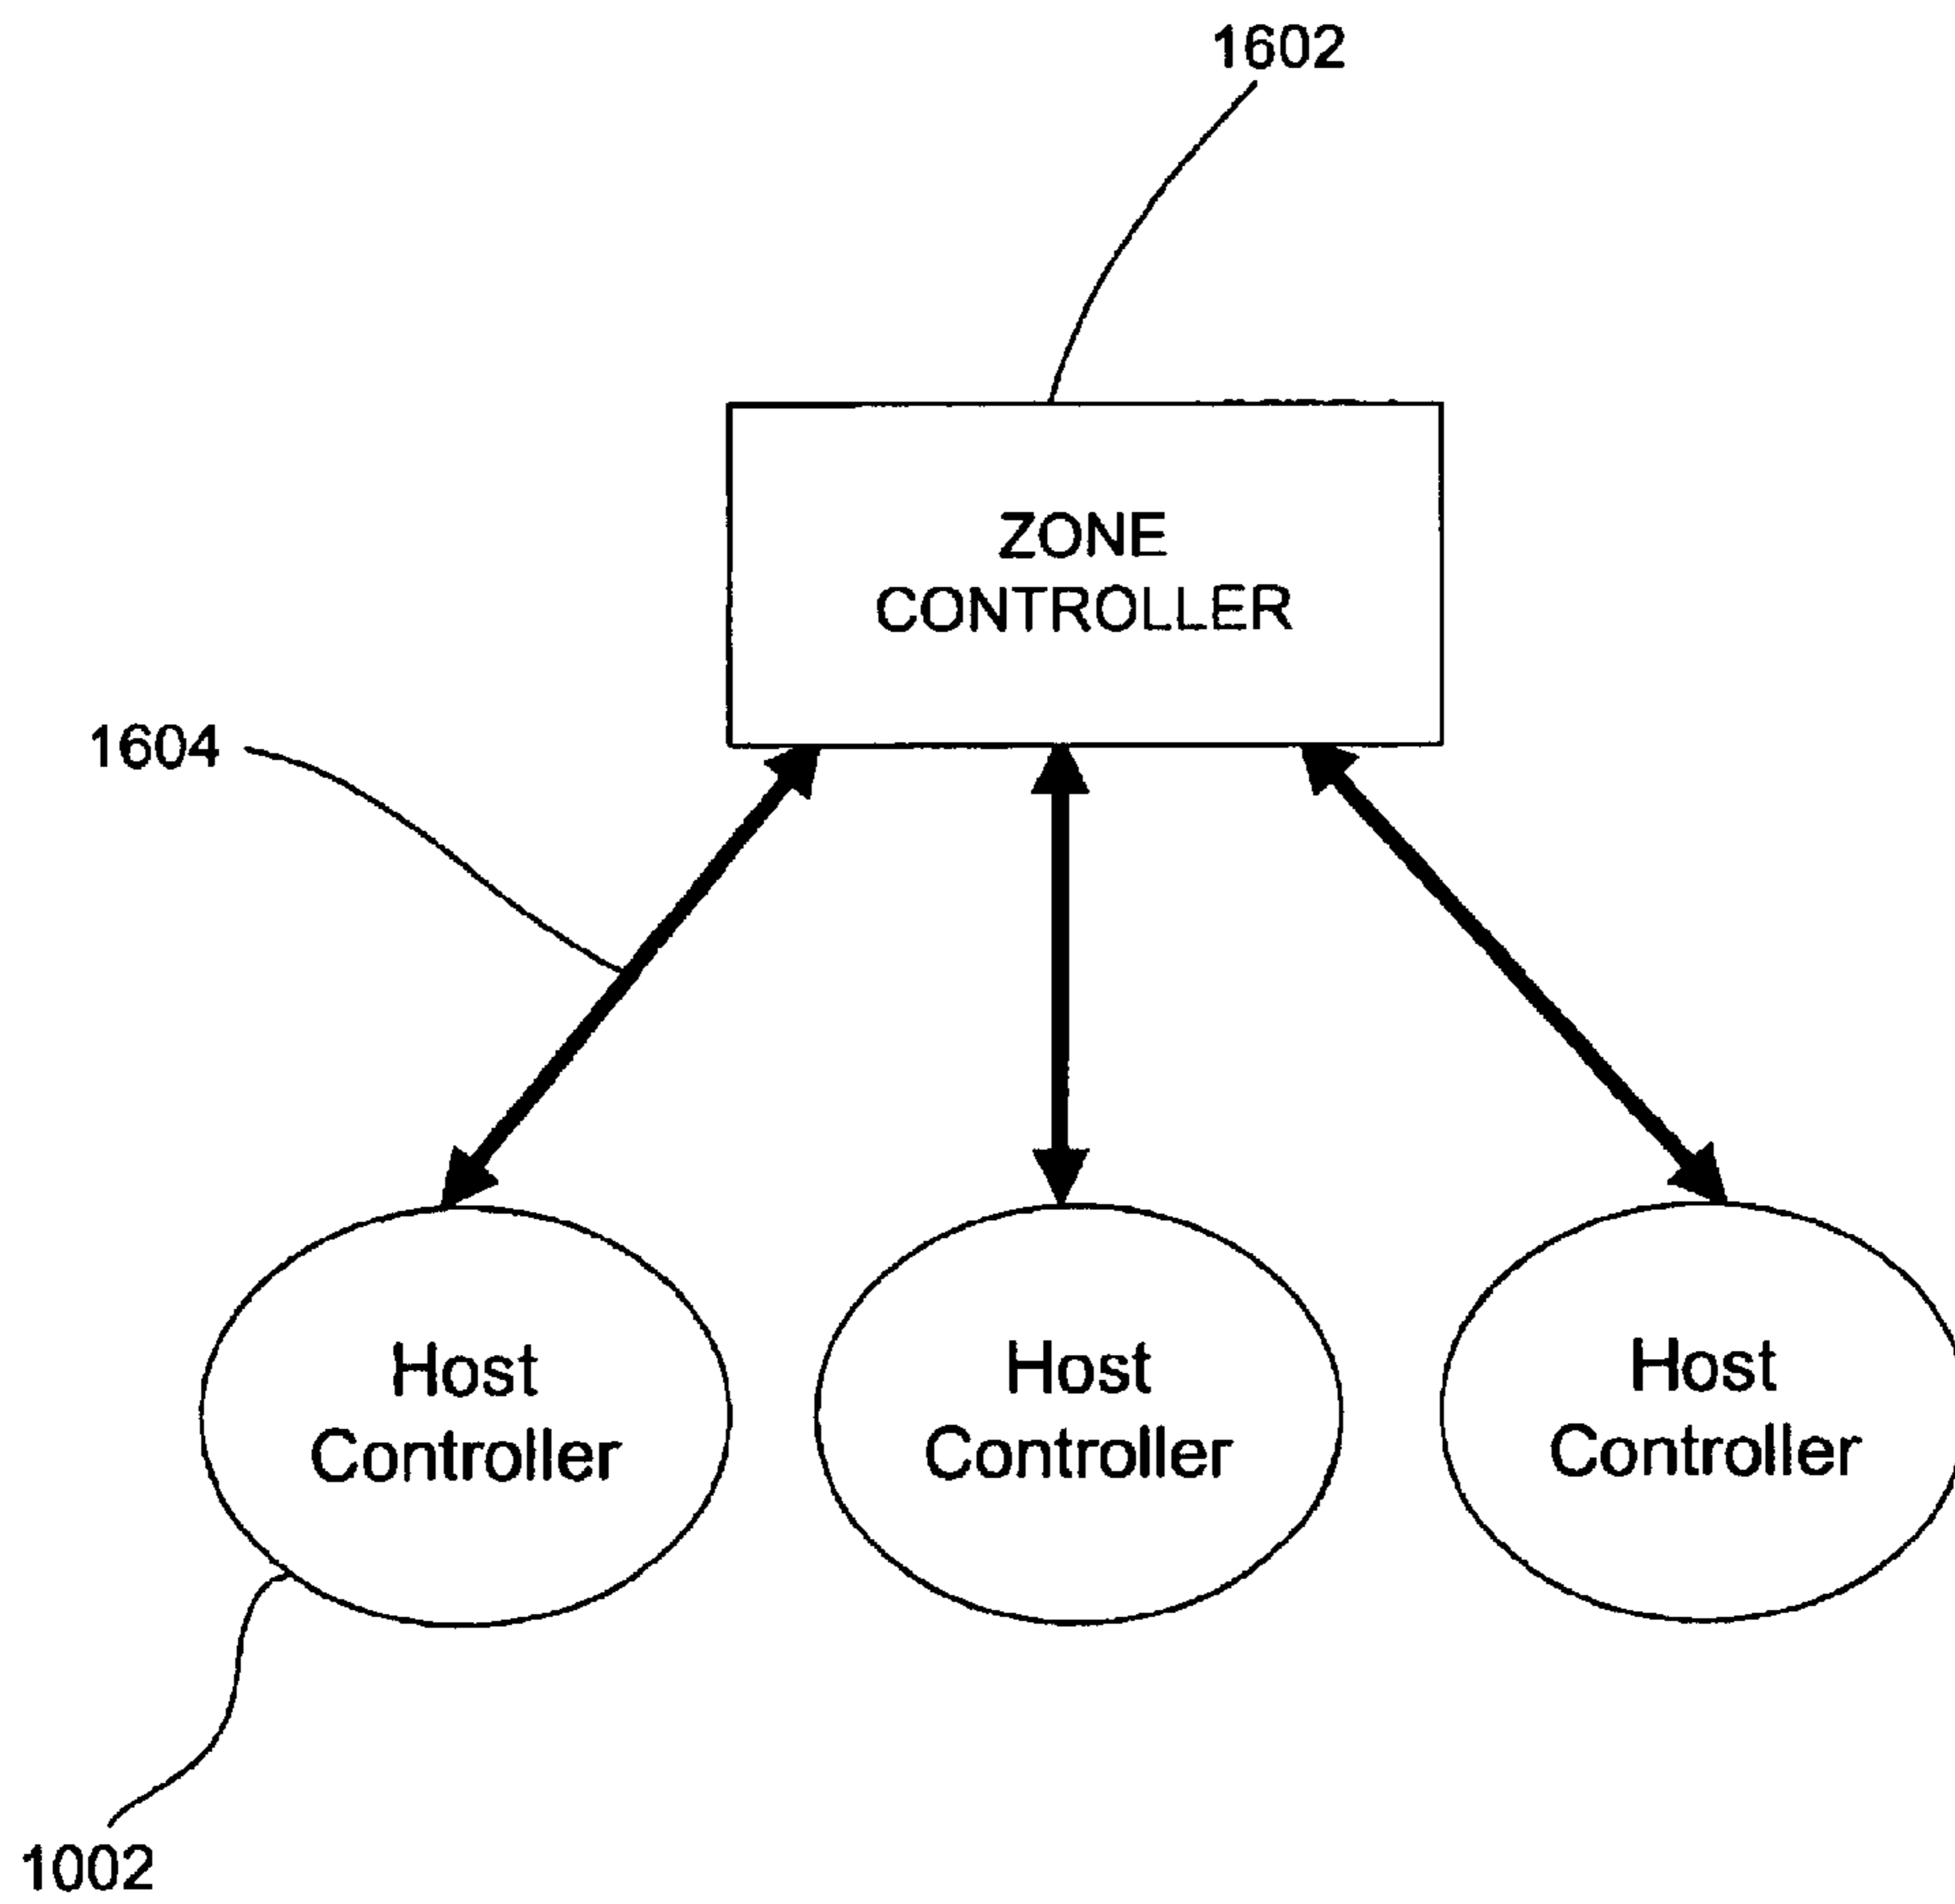 1602
ZONE
CONTROLLER
1604
Host
Controller
Host
Controller
Host
Controller
1002